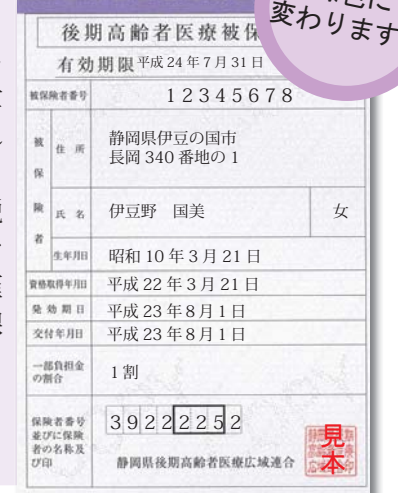 変わります
後期高齢者医療被保
有効期限 平成24年7月31日
被保険者番号 12345678
被保険者
住所 静岡県伊豆の国市
長岡340番地の1
氏名 伊豆野 国美 女
生年月日 昭和10年3月21日
資格取得年月日 平成22年3月21日
発効期日 平成23年8月1日
交付年月日 平成23年8月1日
一部負担金
の割合 1割
保険者番号
並びに保険
者の名称及
び印
39222252
静岡県後期高齢者医療広域連合
見本